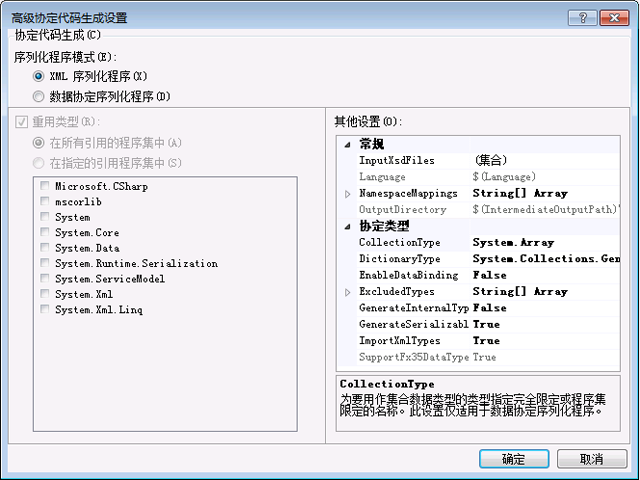 高级协定代码生成设置
协定代码生成(C)
序列化程序模式(E):
XML 序列化程序(X)
数据协定序列化程序(D)
重用类型(R):
在所有引用的程序集中(A)
在指定的引用程序集中(S)
Microsoft.CSharp
mscorlib
System
System.Core
System.Data
System.Runtime.Serialization
System.ServiceModel
System.Xml
System.Xml.Linq
其他设置(O):
常规
InputXsdFiles (集合)
Language $(Language)
NamespaceMappings String[] Array
OutputDirectory $(IntermediateOutputPath)
协定类型
CollectionType System.Array
DictionaryType System.Collections.Gen
EnableDataBinding False
ExcludedTypes String[] Array
GenerateInternalTyp False
GenerateSerializabl True
ImportXmlTypes True
SupportFx35DataType True
CollectionType
为要用作集合数据类型的类型指定完全限定或程序集
限定的名称。此设置仅适用于数据协定序列化程序。
确定 取消